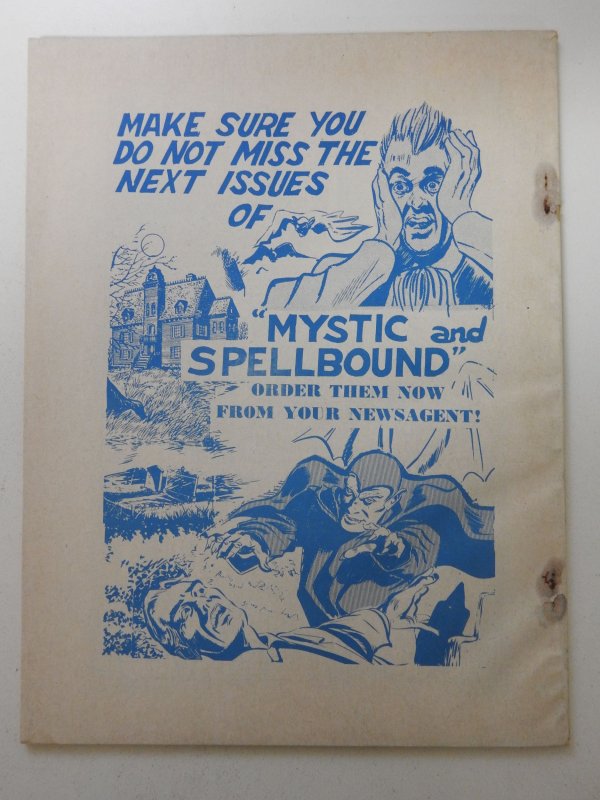 MAKE SURE YOU
DO NOT MISS THE
NEXT ISSUES
OF
"MYSTIC and
SPELLBOUND"
ORDER THEM NOW
FROM YOUR NEWSAGENT!